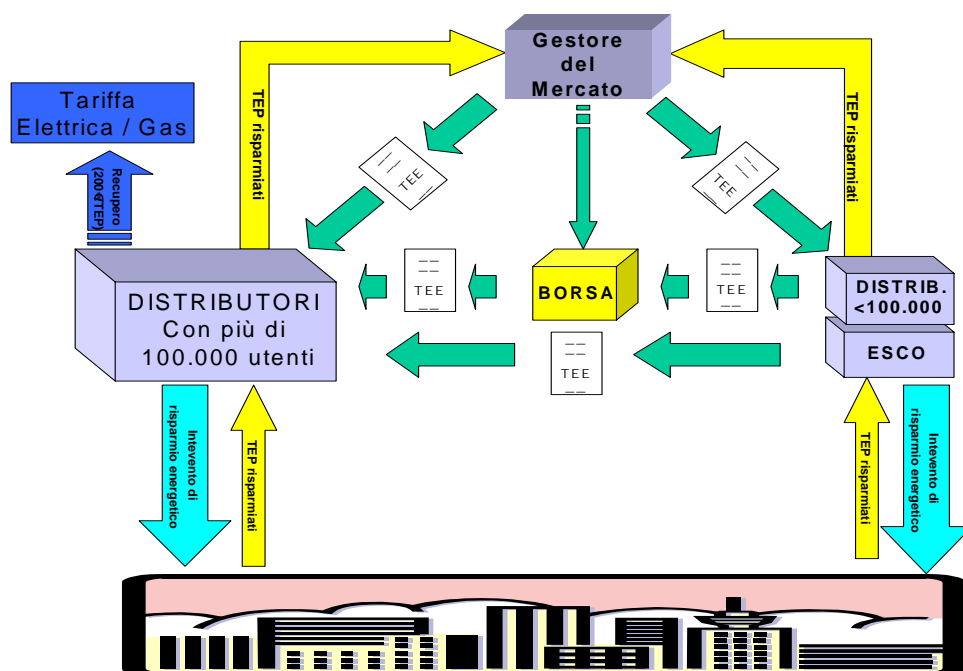 Gestore
del
Mercato
Tariffa
Elettrica / Gas
Recupero
(200€/TEP)
TEP risparmiati
TEP risparmiati
TEE
TEE
DISTRIBUTORI
Con più di
100.000 utenti
TEE
BORSA
TEE
DISTRIB.
<100.000
ESCO
TEE
Intevento di
risparmio energetico
TEP risparmiati
TEP risparmiati
Intevento di
risparmio energetico